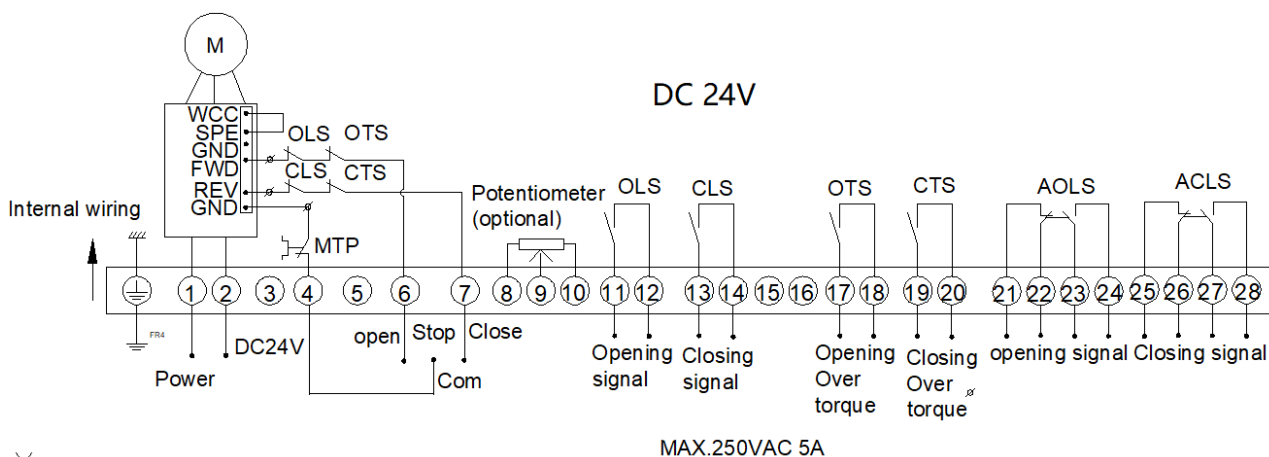 M
DC 24V
WCC
SPE
GND
FWD
REV
GND
OLS OTS
CLS CTS
MTP
Internal wiring
Potentiometer
(optional)
OLS
CLS
OTS
CTS
AOLS
ACLS
1 2 3 4 5 6 7 8 9 10 11 12 13 14 15 16 17 18 19 20 21 22 23 24 25 26 27 28
FR4
DC24V
Power
open
Stop
Close
Com
Opening
signal
Closing
signal
Opening
Over
torque
Closing
Over
torque
opening signal
Closing signal
MAX.250VAC 5A